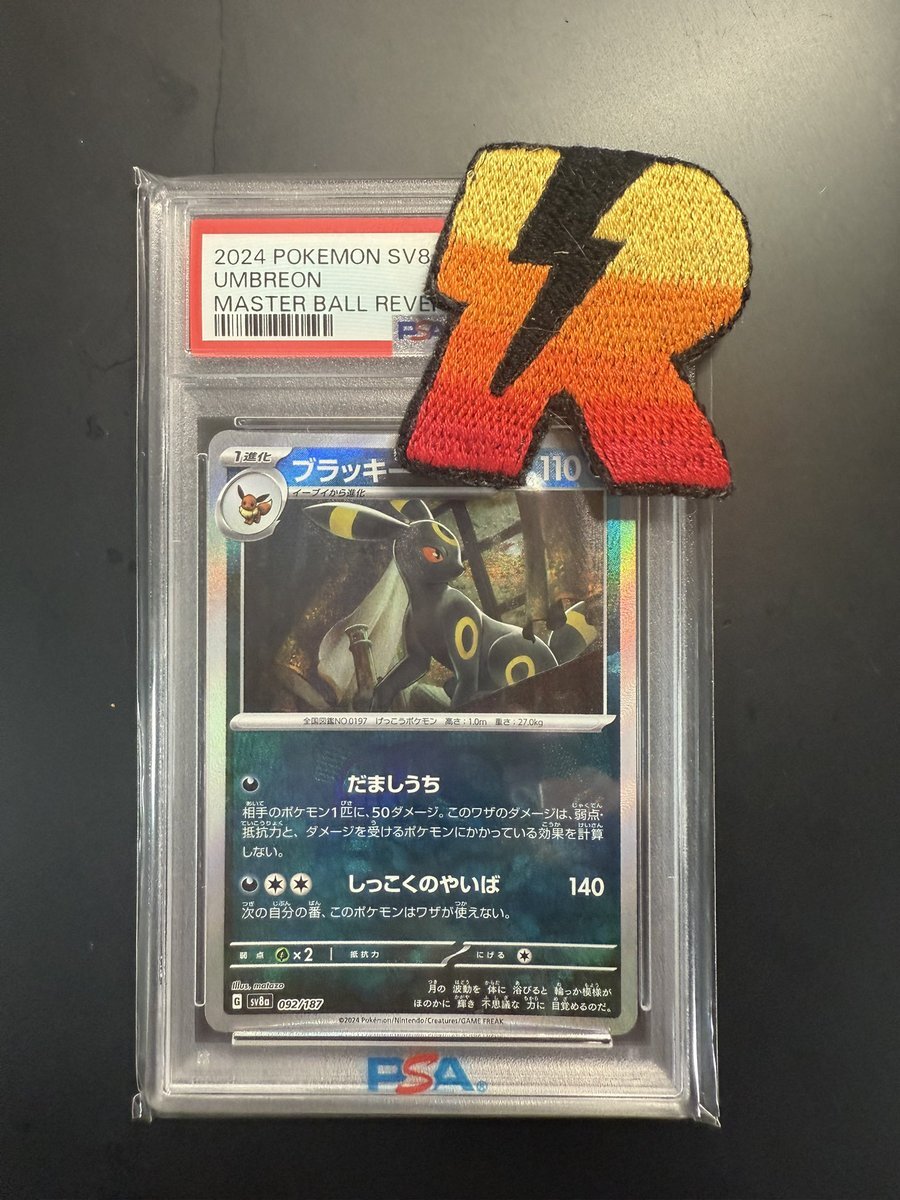 2024 POKEMON SV8
UMBREON
MASTER BALL REVE
PSA
R
1進化
ブラッキー
110
イーブイから進化
全国図鑑NO.0197 げっこうポケモン 高さ:1.0m 重さ:27.0kg
だましうち
相手のポケモン1匹に、50ダメージ。このワザのダメージは、弱点・
抵抗力と、ダメージを受けるポケモンにかかっている効果を計算
しない。
しっこくのやいば 140
次の自分の番、このポケモンはワザが使えない。
弱点 ×2 抵抗力 にげる
Illus. matazo
G sv8a 092/187
月の 波動を 体に 浴びると 輪っか模様が
ほのかに 輝き 不思議な 力に 目覚めるのだ。
©2024 Pokémon/Nintendo/Creatures/GAME FREAK
PSA®